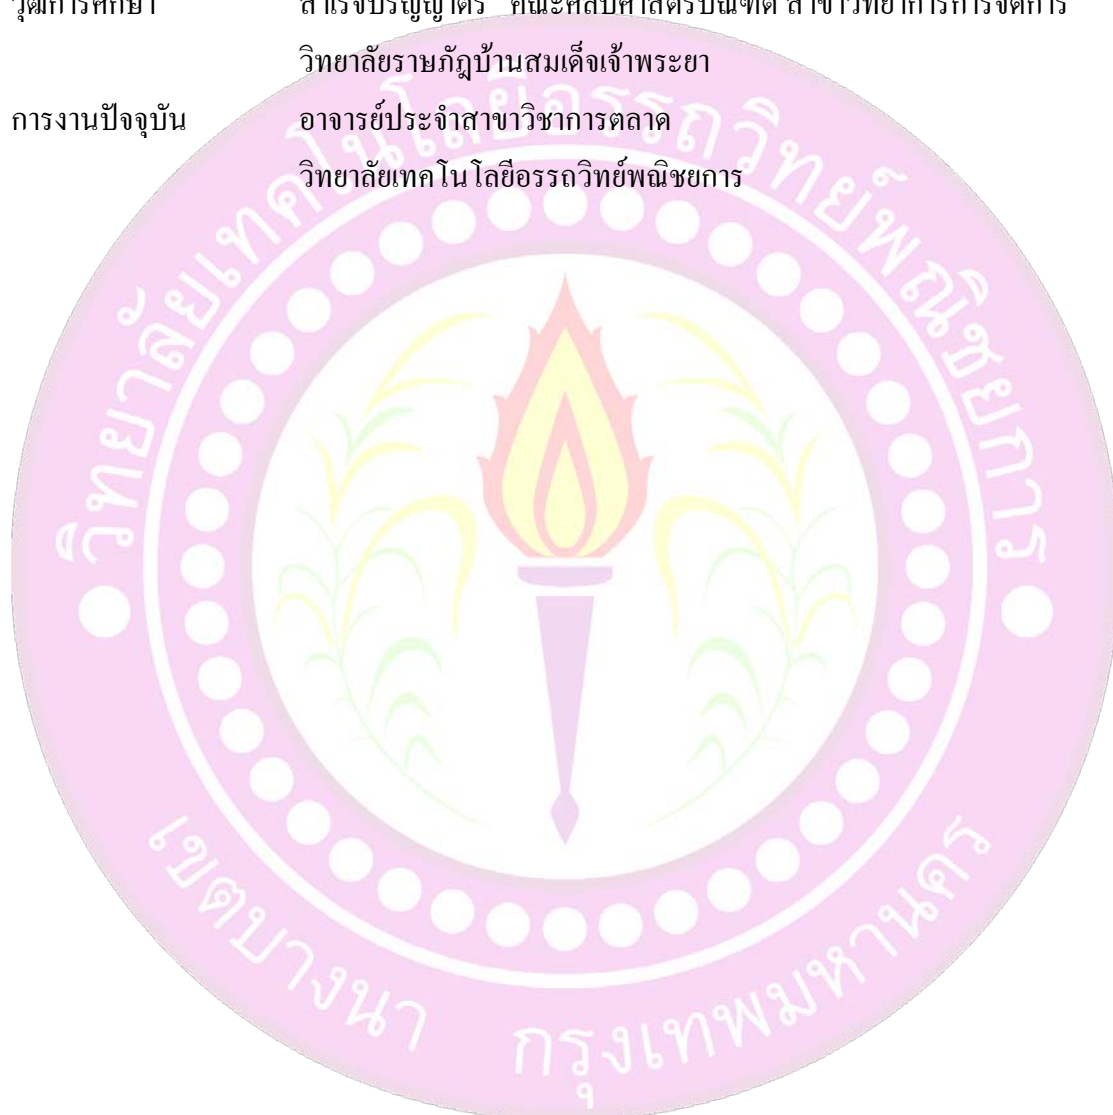 วุฒิการศึกษา สำเร็จปริญญาตรี คณะศิลปศาสตรบัณฑิต สาขาวิทยาการการจัดการ
วิทยาลัยราษภัฎบ้านสมเด็จเจ้าพระยา
การงานปัจจุบัน อาจารย์ประจำสาขาวิชาการตลาด
วิทยาลัยเทคโนโลยีอรรถวิทย์พณิชยการ
วิทยาลัยเทคโนโลยีอรรถวิทย์พณิชยการ
เขตบางนา กรุงเทพมหานคร